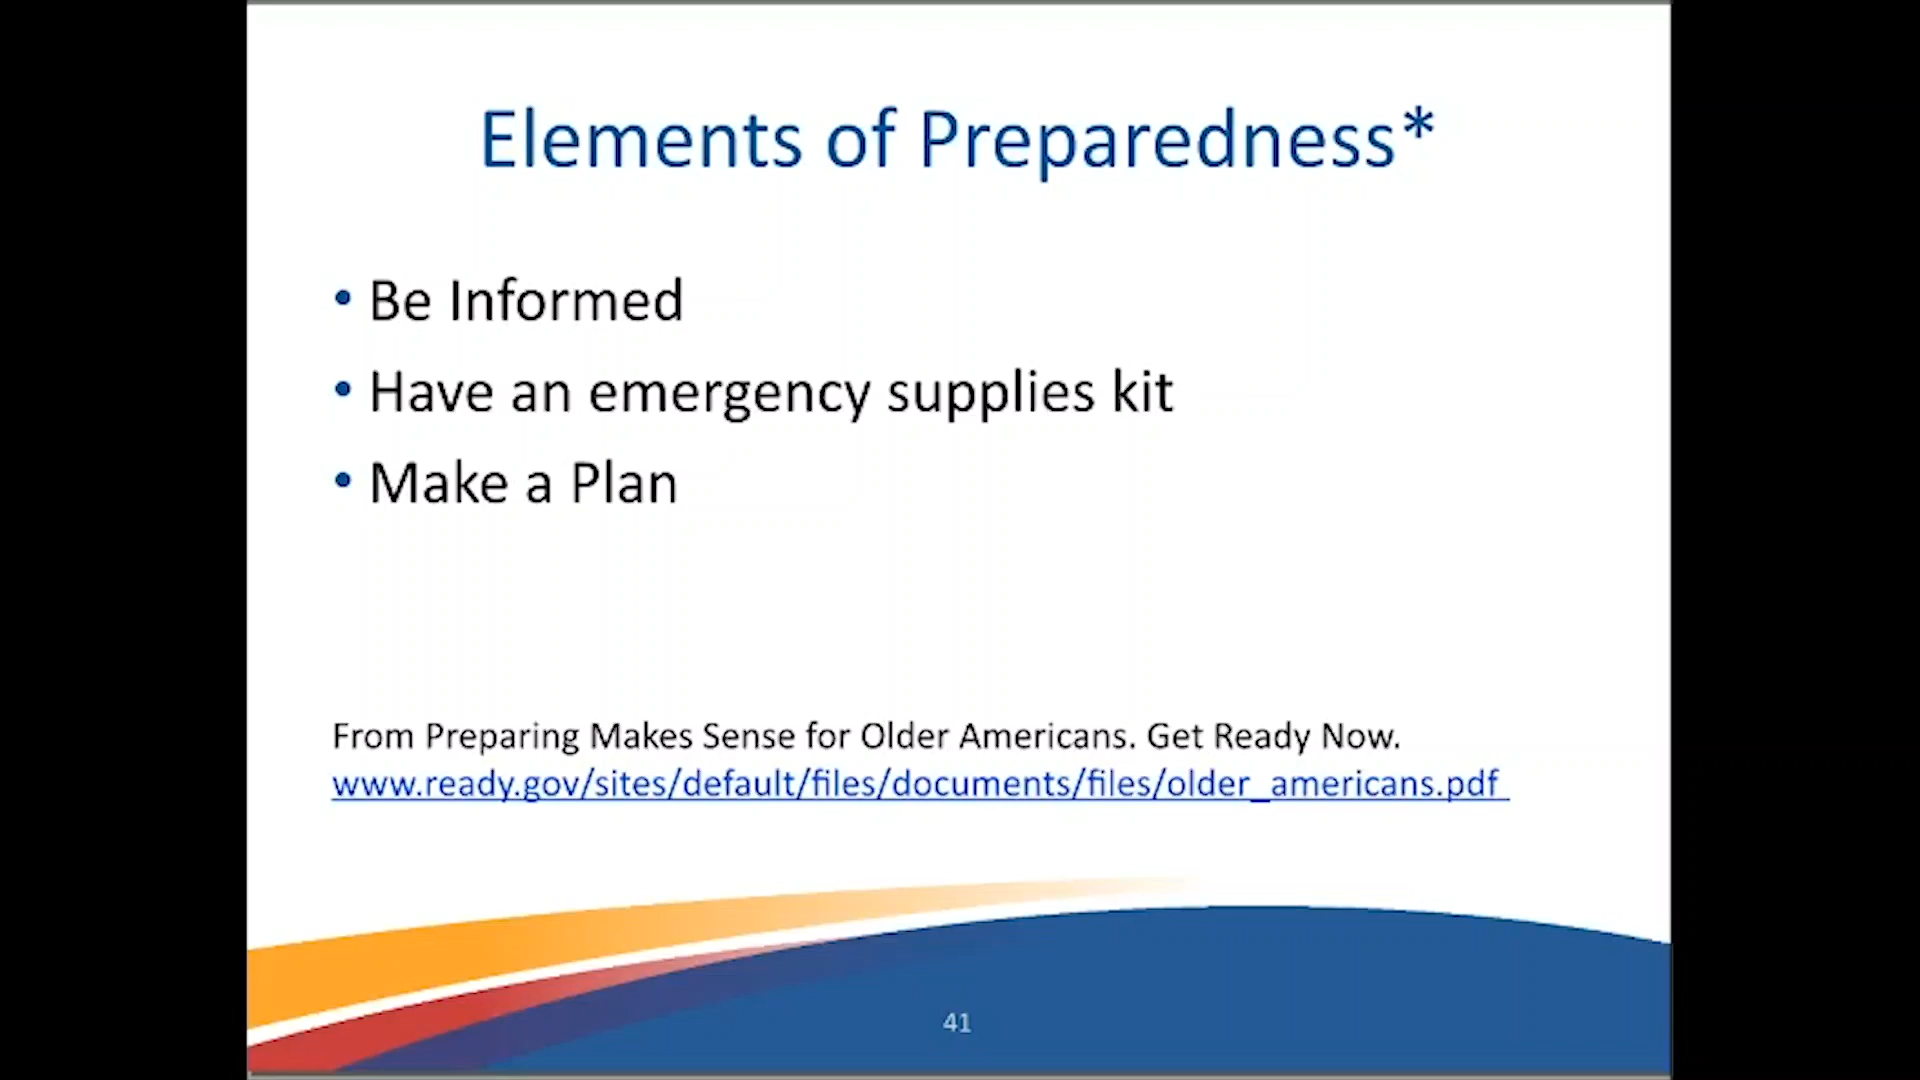 Elements of Preparedness*
• Be Informed
• Have an emergency supplies kit
• Make a Plan
From Preparing Makes Sense for Older Americans. Get Ready Now.
www.ready.gov/sites/default/files/documents/files/older_americans.pdf
41